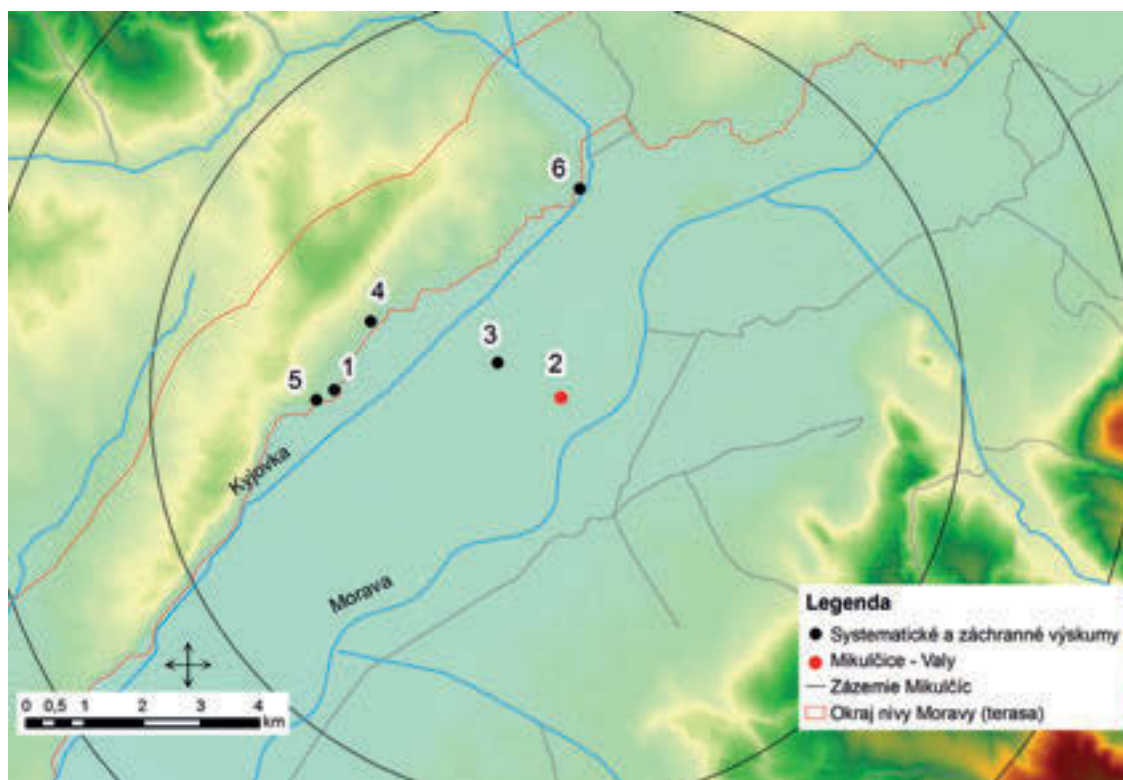 6
4
3
2
1
5
Kyjovka
Morava
Legenda
Systematické a záchranné výskumy
Mikulčice - Valy
Zázemie Mikulčíc
Okraj nivy Moravy (terasa)
0 0,5 1 2 3 4
km